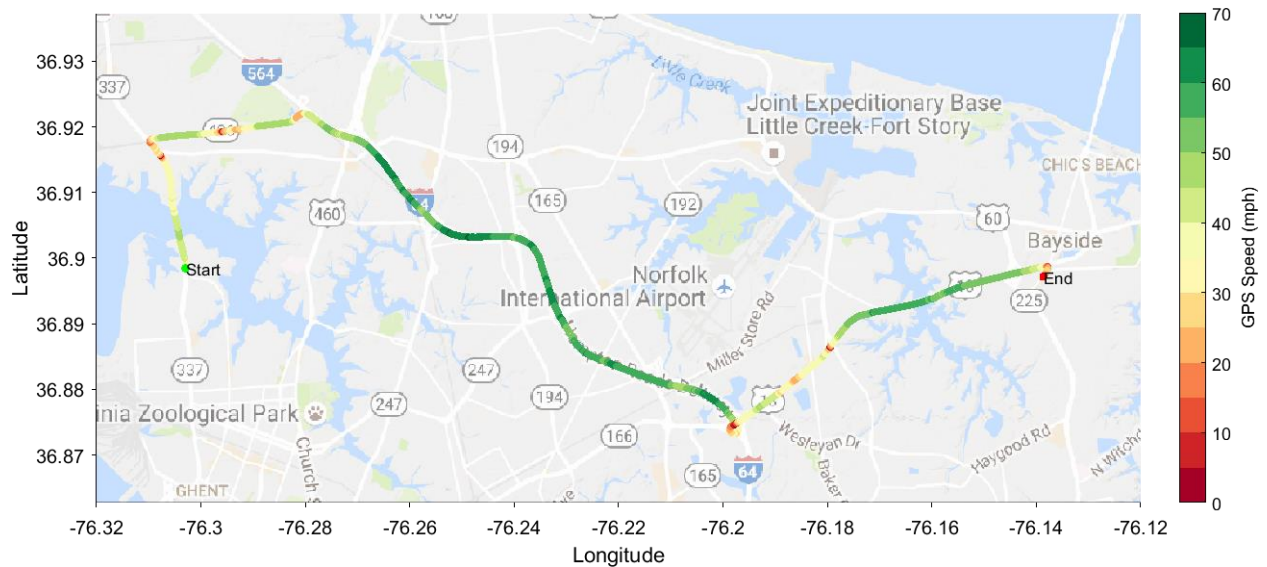 70
60
50
40
30
20
10
0
GPS Speed (mph)
36.93
36.92
36.91
36.9
36.89
36.88
36.87
Latitude
-76.32
-76.3
-76.28
-76.26
-76.24
-76.22
-76.2
-76.18
-76.16
-76.14
-76.12
Longitude
564
337
Little Creek
Joint Expeditionary Base
Little Creek-Fort Story
194
CHIC'S BEACH
165
192
460
60
Bayside
Start
End
Norfolk
International Airport
225
Miller Store Rd
337
247
194
247
inia Zoological Park
166
Wesleyan Dr
Haygood Rd
165
64
GHENT